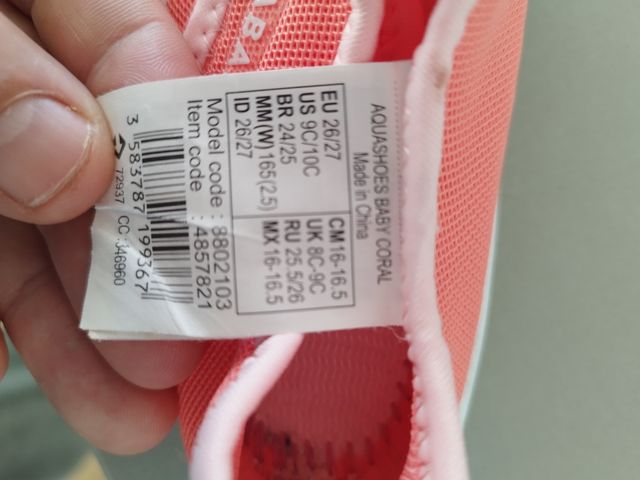 ABA
AQUASHOES BABY CORAL
Made in China
EU 26/27 CM 16-16.5
US 9C/10C UK 8C-9C
BR 24/25 RU 25.5/26
MM(W) 165(2.5) MX 16-16.5
ID 26/27
Model code : 8802103
Item code : 4857821
3 583787 199367
72937 CC:546960